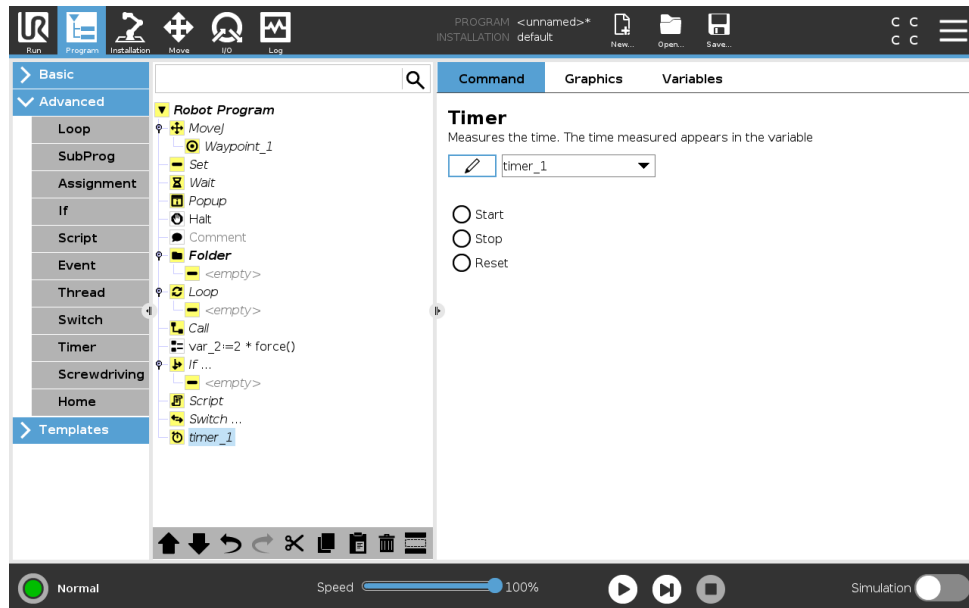 UR
Run
Program
Installation
Move
I/O
Log
PROGRAM <unnamed>*
INSTALLATION default
New...
Open...
Save...
C C
C C
Basic
Advanced
Loop
SubProg
Assignment
If
Script
Event
Thread
Switch
Timer
Screwdriving
Home
Templates
Robot Program
MoveJ
Waypoint_1
Set
Wait
Popup
Halt
Comment
Folder
<empty>
Loop
<empty>
Call
var_2:=2 * force()
If ...
<empty>
Script
Switch ...
timer_1
Command Graphics Variables
Timer
Measures the time. The time measured appears in the variable
timer_1
Start
Stop
Reset
Normal
Speed 100%
Simulation